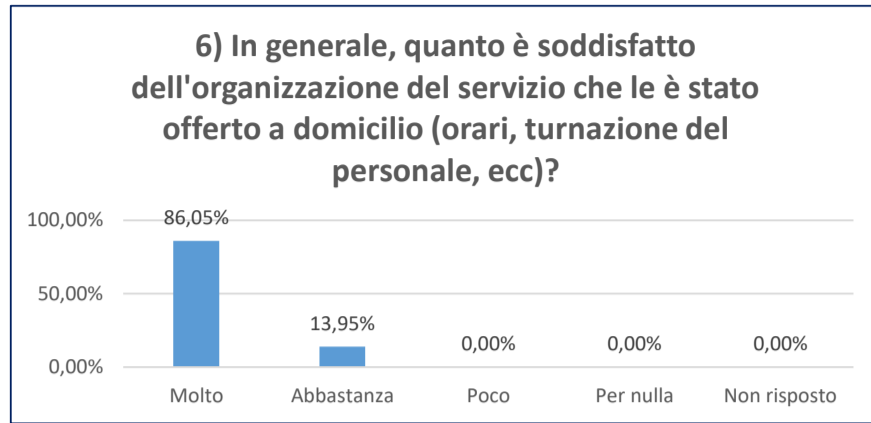 6) In generale, quanto è soddisfatto
dell'organizzazione del servizio che le è stato
offerto a domicilio (orari, turnazione del
personale, ecc)?
100,00%
50,00%
0,00%
86,05%
13,95%
0,00%
0,00%
0,00%
Molto
Abbastanza
Poco
Per nulla
Non risposto